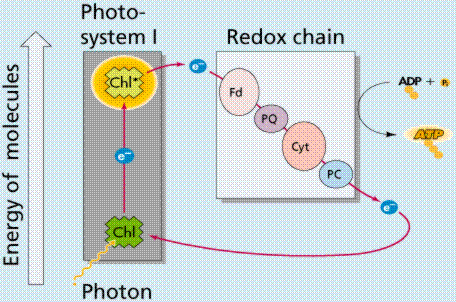 Photo-
system I
Redox chain
Energy of molecules
Chl*
e⁻
e⁻
Fd
PQ
Cyt
PC
ADP + Pi
ATP
e⁻
Chl
Photon